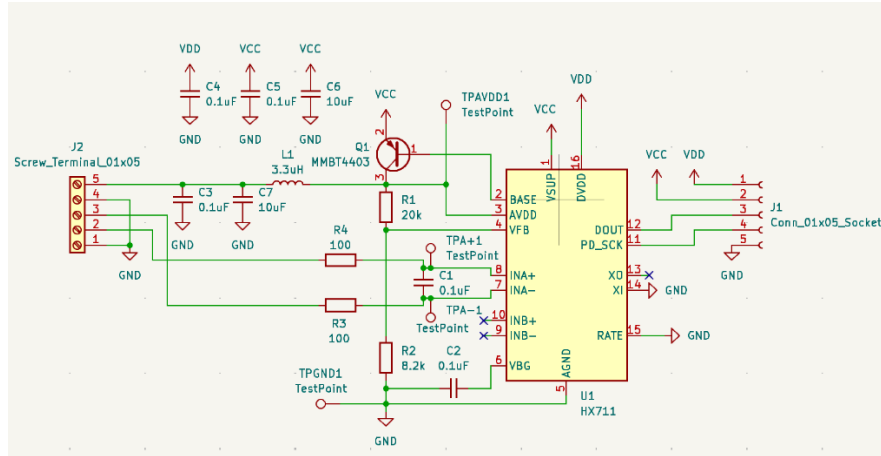 VDD
VCC
VCC
C4
0.1uF
C5
0.1uF
C6
10uF
GND
GND
GND
VCC
TPAVDD1
TestPoint
VDD
VCC
J2
Screw_Terminal_01x05
5
4
3
2
1
L1
3.3uH
Q1
MMBT4403
2
1
3
C3
0.1uF
C7
10uF
GND
GND
GND
R1
20k
R4
100
R3
100
TPA+1
TestPoint
C1
0.1uF
TPA-1
TestPoint
R2
8.2k
C2
0.1uF
TPGND1
TestPoint
GND
1
VSUP
16
DVDD
2
BASE
3
AVDD
4
VFB
8
INA+
7
INA-
10
INB+
9
INB-
6
VBG
5
AGND
DOUT
12
PD_SCK
11
XO
13
XI
14
GND
RATE
15
GND
U1
HX711
VCC
VDD
1
2
3
4
5
J1
Conn_01x05_Socket
GND